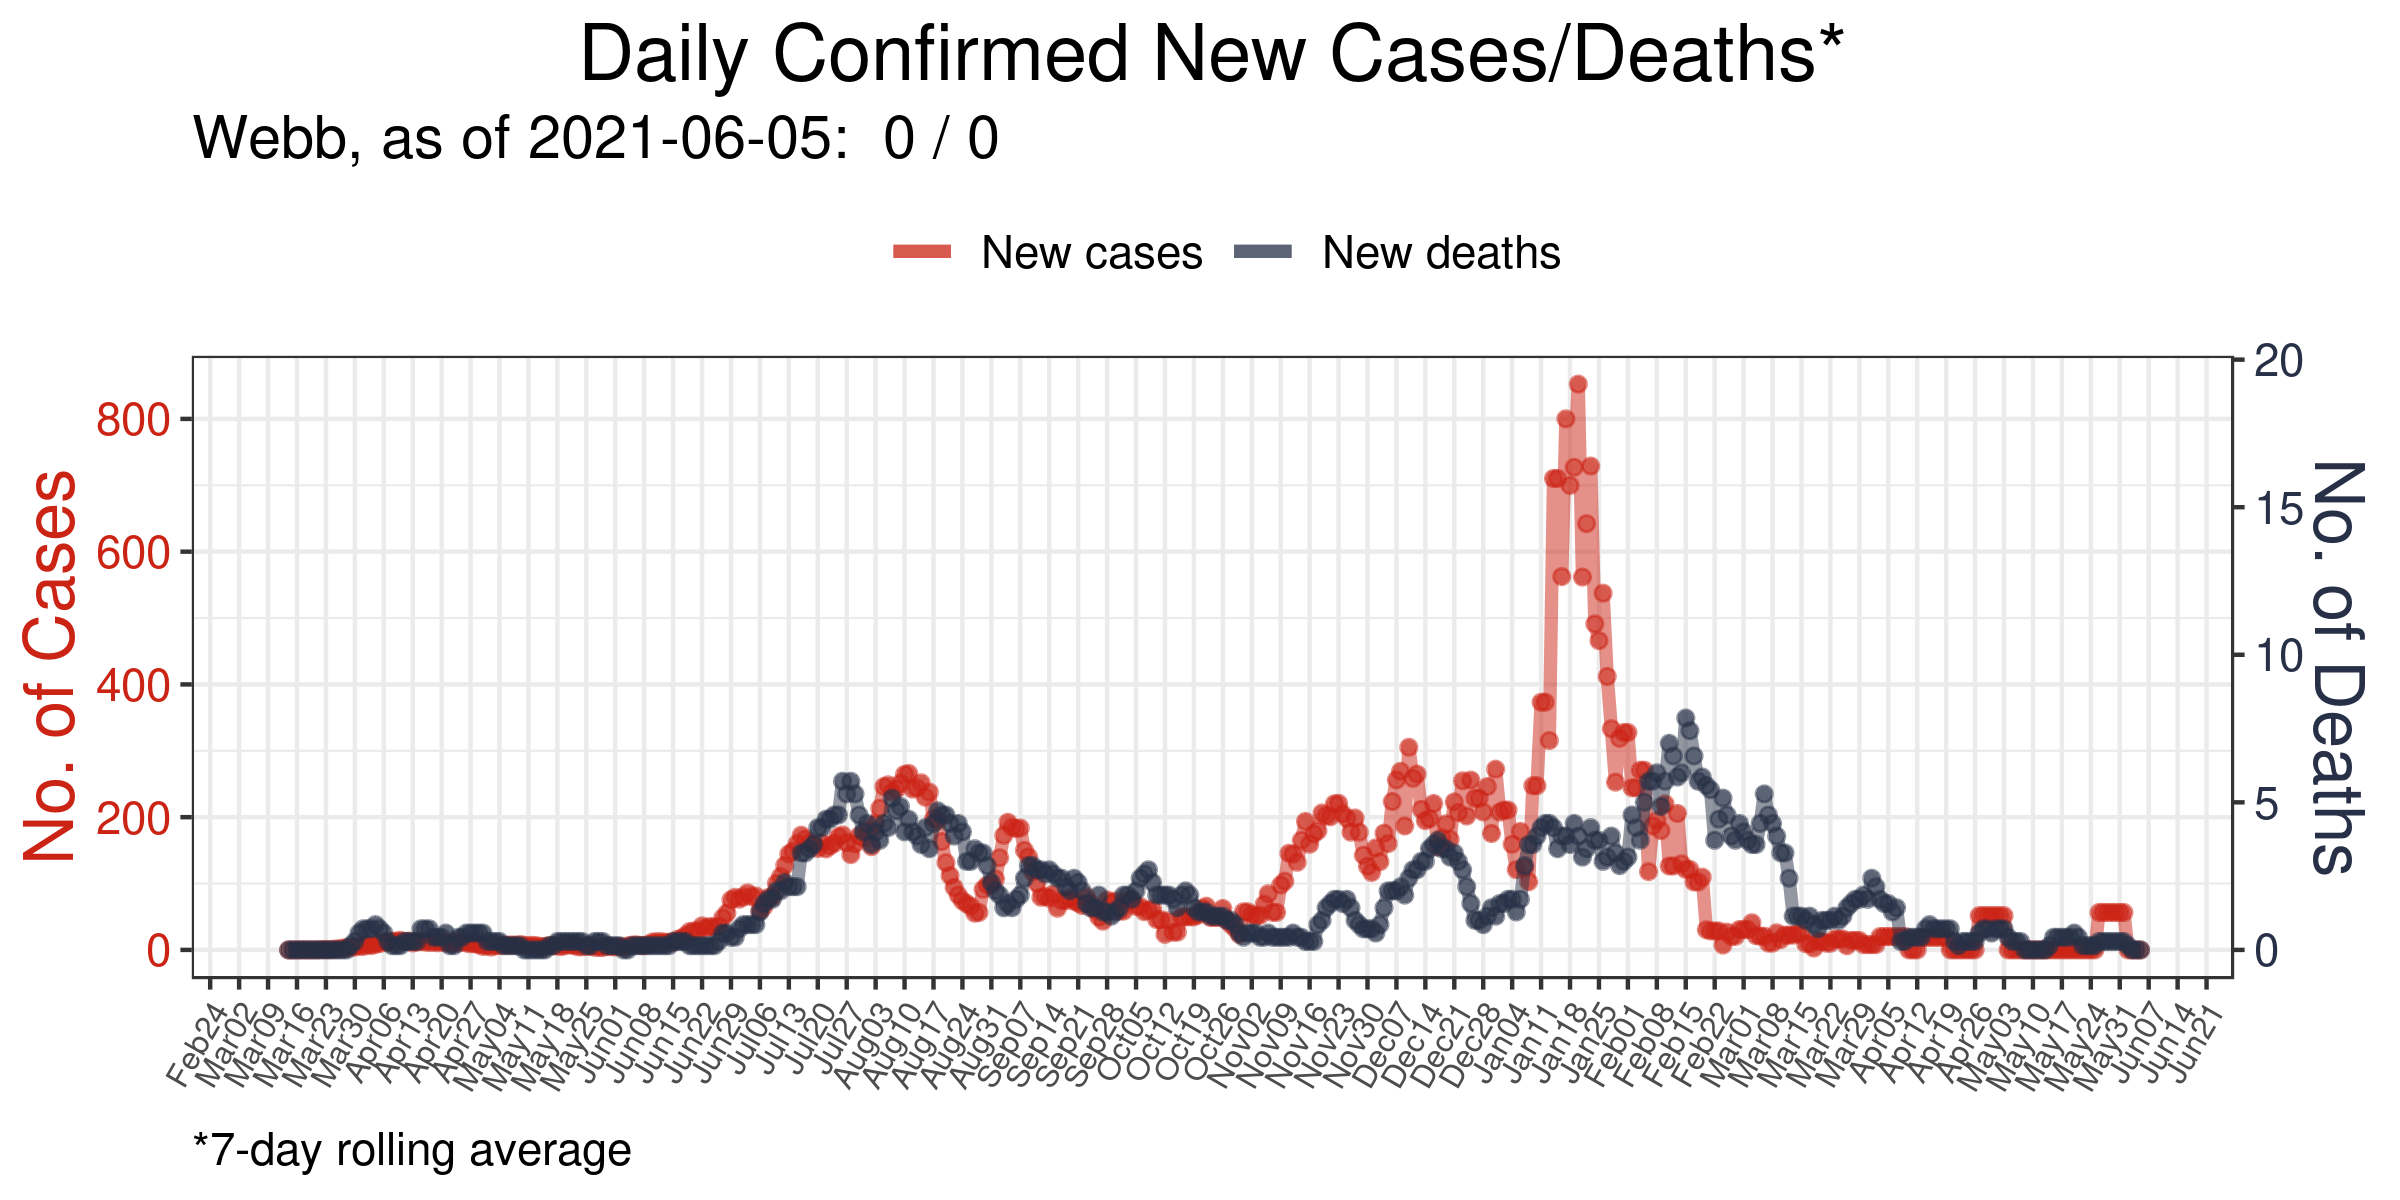 Daily Confirmed New Cases/Deaths*
Webb, as of 2021-06-05:  0 / 0
New cases
New deaths
No. of Cases
800
600
400
200
0
20
15
10
5
0
No. of Deaths
Feb24
Mar02
Mar09
Mar16
Mar23
Mar30
Apr06
Apr13
Apr20
Apr27
May04
May11
May18
May25
Jun01
Jun08
Jun15
Jun22
Jun29
Jul06
Jul13
Jul20
Jul27
Aug03
Aug10
Aug17
Aug24
Aug31
Sep07
Sep14
Sep21
Sep28
Oct05
Oct12
Oct19
Oct26
Nov02
Nov09
Nov16
Nov23
Nov30
Dec07
Dec14
Dec21
Dec28
Jan04
Jan11
Jan18
Jan25
Feb01
Feb08
Feb15
Feb22
Mar01
Mar08
Mar15
Mar22
Mar29
Apr05
Apr12
Apr19
Apr26
May03
May10
May17
May24
May31
Jun07
Jun14
Jun21
*7-day rolling average